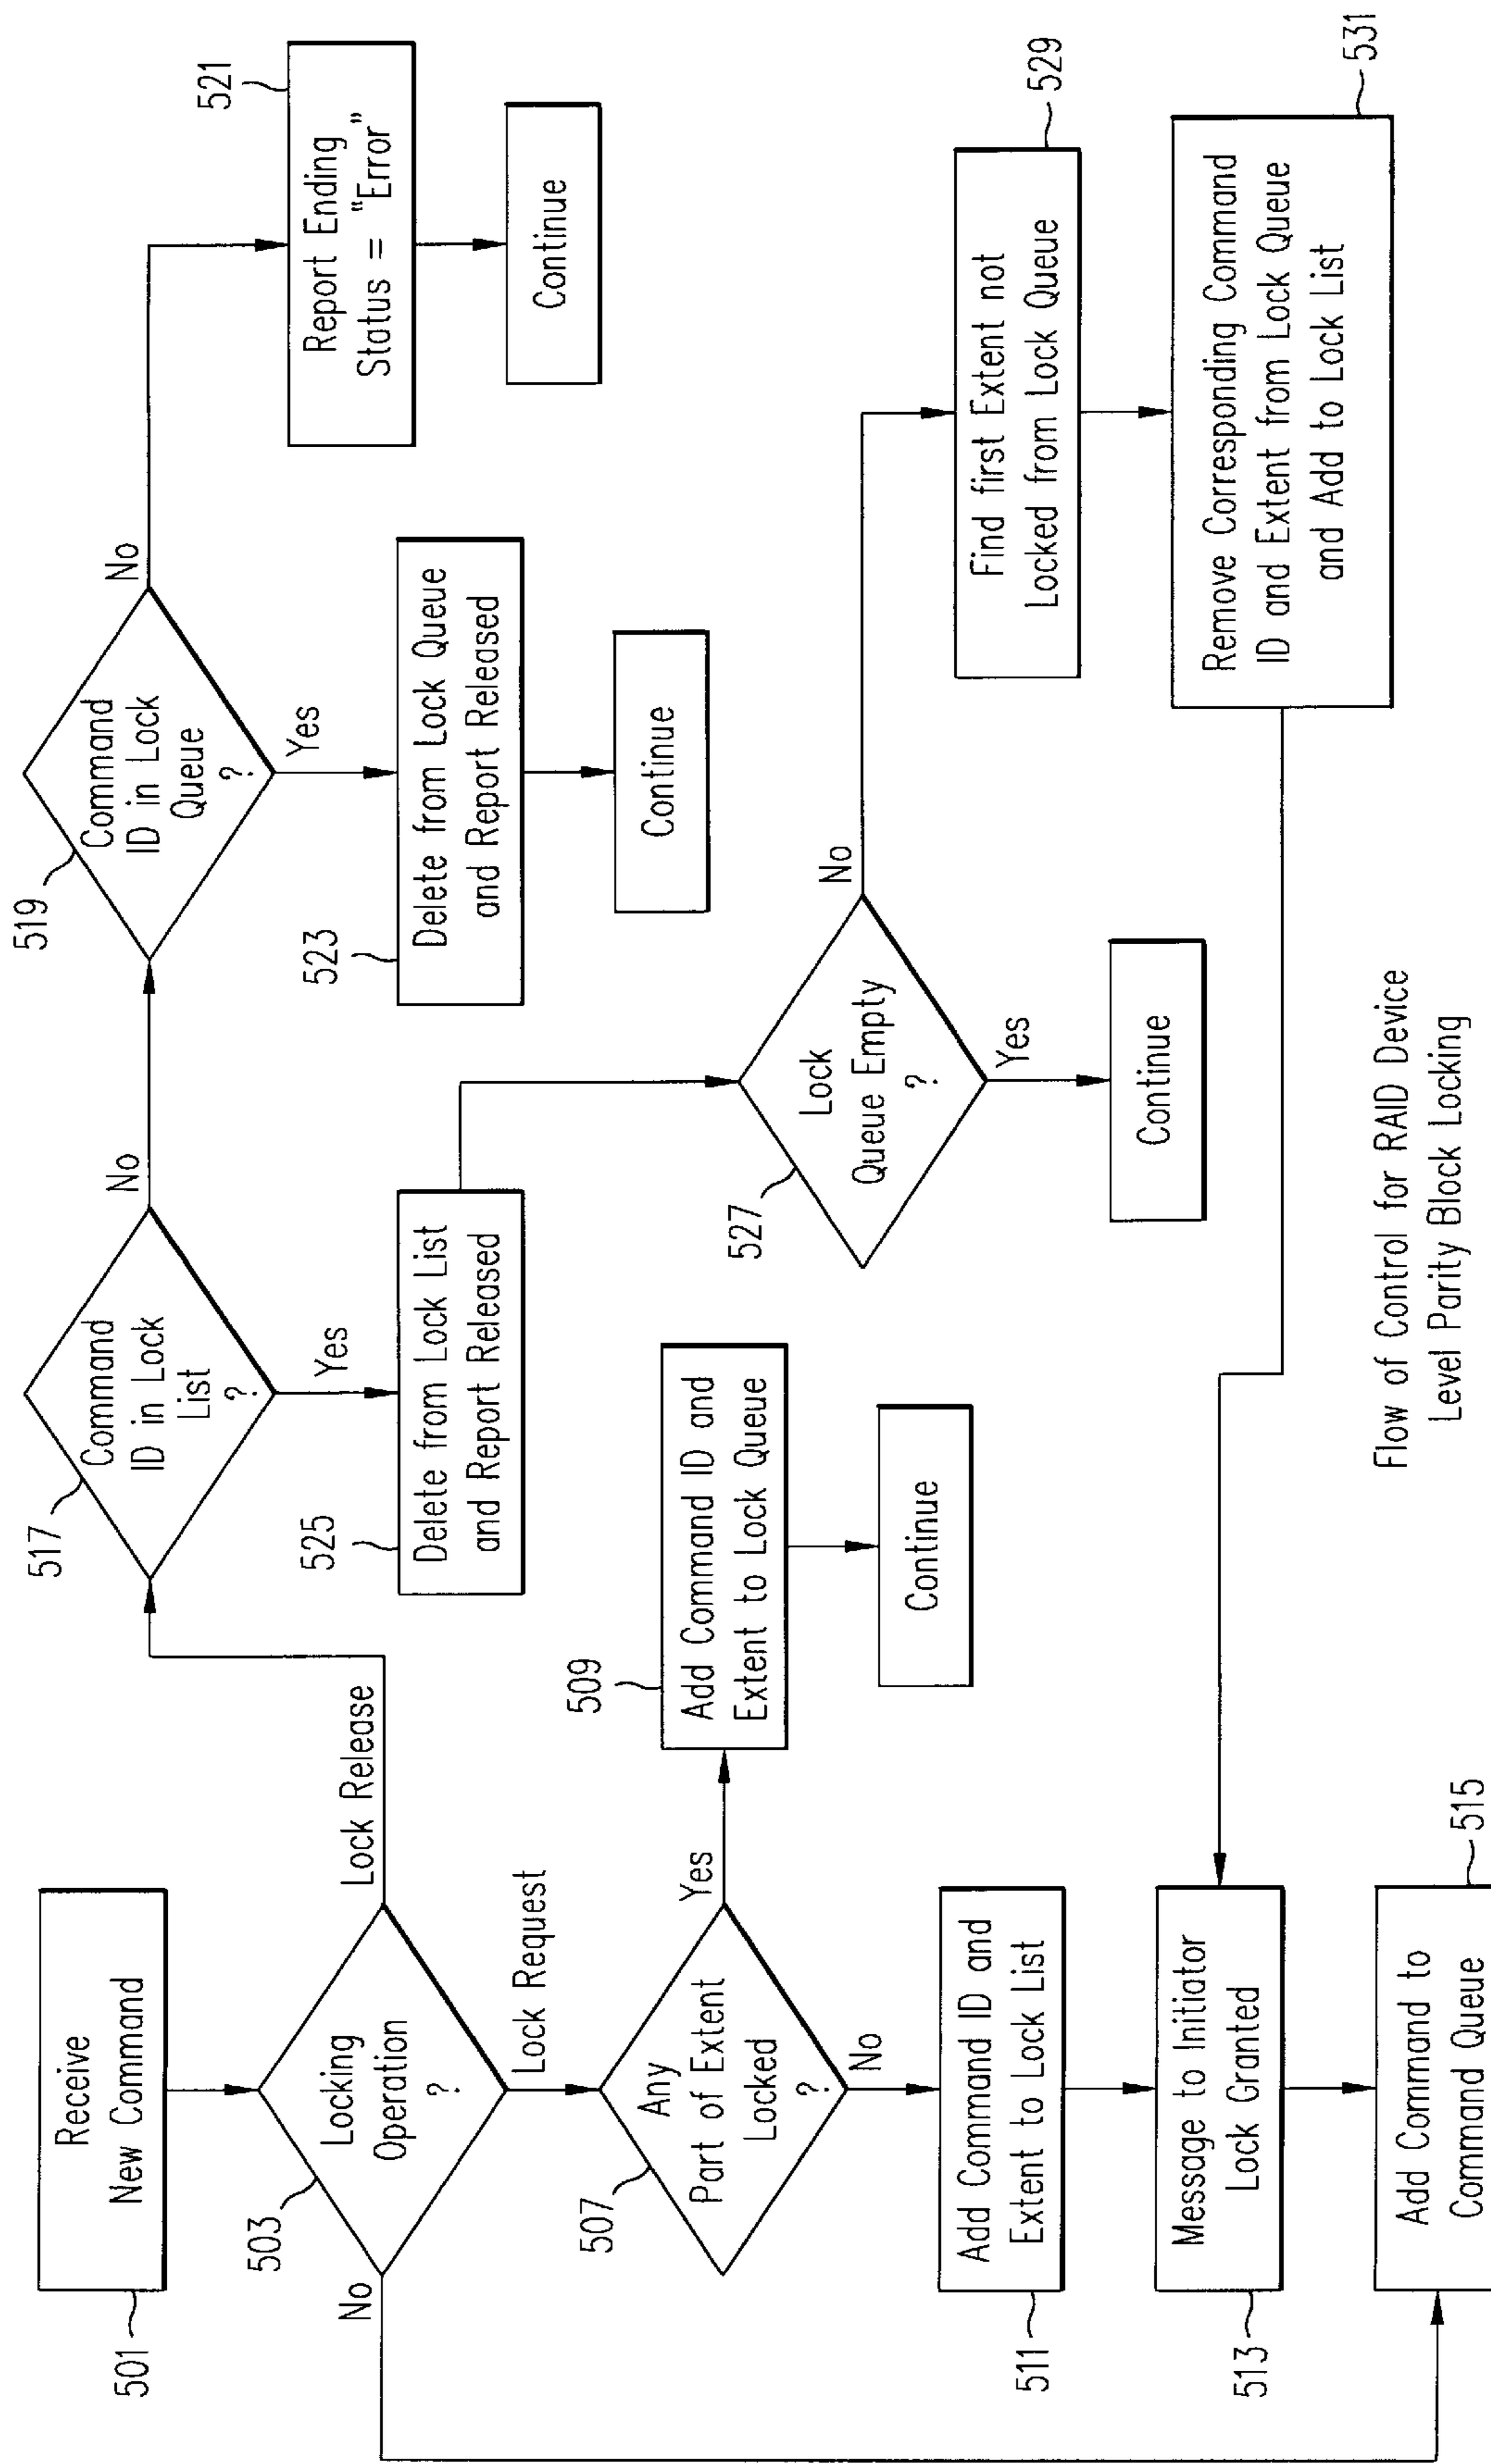 501
Receive
New Command
503
Locking
Operation
?
No
Lock Release
Lock Request
507
Any
Part of Extent
Locked
?
Yes
No
509
Add Command ID and
Extent to Lock Queue
Continue
511
Add Command ID and
Extent to Lock List
513
Message to Initiator
Lock Granted
515
Add Command to
Command Queue
517
Command
ID in Lock
List
?
No
Yes
525
Delete from Lock List
and Report Released
519
Command
ID in Lock
Queue
?
No
Yes
523
Delete from Lock Queue
and Report Released
Continue
521
Report Ending
Status = "Error"
Continue
527
Lock
Queue Empty
?
No
Yes
Continue
529
Find first Extent not
Locked from Lock Queue
531
Remove Corresponding Command
ID and Extent from Lock Queue
and Add to Lock List
Flow of Control for RAID Device
Level Parity Block Locking